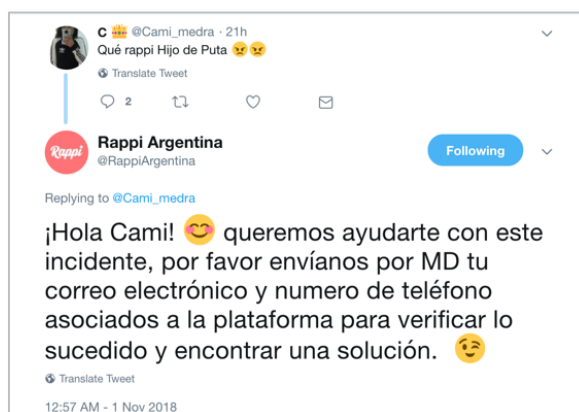 C 👑 @Cami_medra · 21h
Qué rappi Hijo de Puta 😠😠
Translate Tweet
2
Rappi
Rappi Argentina
@RappiArgentina
Following
Replying to @Cami_medra
¡Hola Cami! 😊 queremos ayudarte con este
incidente, por favor envíanos por MD tu
correo electrónico y numero de teléfono
asociados a la plataforma para verificar lo
sucedido y encontrar una solución. 😉
Translate Tweet
12:57 AM - 1 Nov 2018